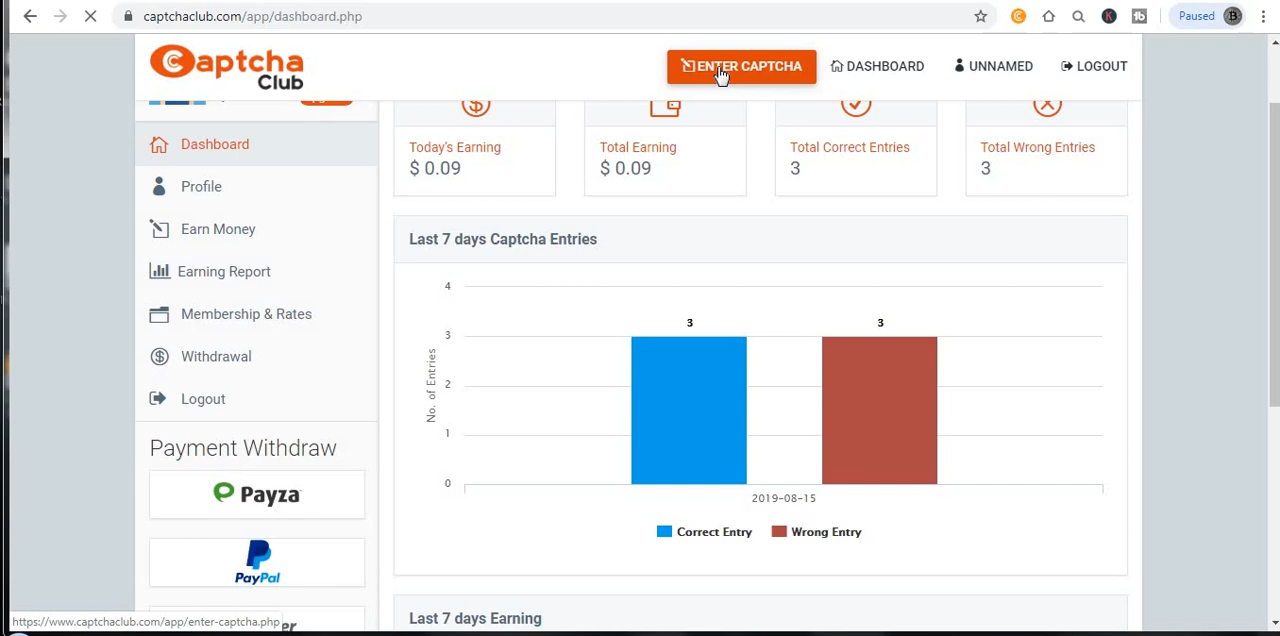 captchaclub.com/app/dashboard.php
Paused
Captcha
Club
ENTER CAPTCHA
DASHBOARD
UNNAMED
LOGOUT
Dashboard
Profile
Earn Money
Earning Report
Membership & Rates
Withdrawal
Logout
Payment Withdraw
Payza
PayPal
Today's Earning
$ 0.09
Total Earning
$ 0.09
Total Correct Entries
3
Total Wrong Entries
3
Last 7 days Captcha Entries
No. of Entries
4
3
2
1
0
3
3
2019-08-15
Correct Entry
Wrong Entry
Last 7 days Earning
https://www.captchaclub.com/app/enter-captcha.php